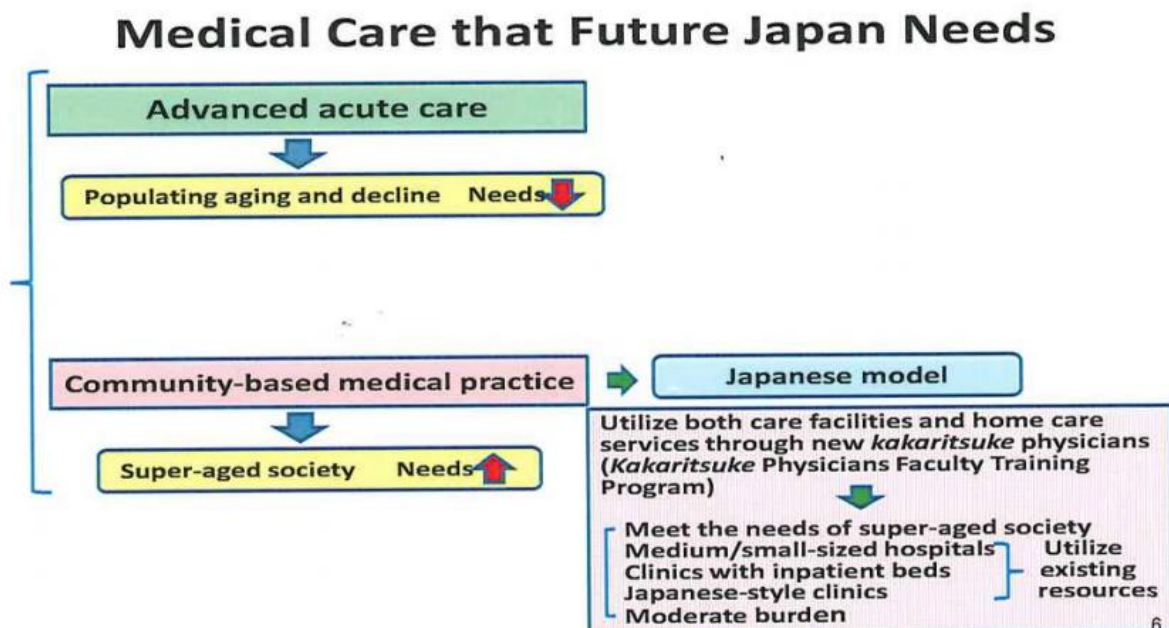 Medical Care that Future Japan Needs
Advanced acute care
Populating aging and decline Needs
Community-based medical practice
Japanese model
Super-aged society Needs
Utilize both care facilities and home care
services through new kakaritsuke physicians
(Kakaritsuke Physicians Faculty Training
Program)
Meet the needs of super-aged society
Medium/small-sized hospitals
Clinics with inpatient beds
Japanese-style clinics
Utilize
existing
resources
Moderate burden
6